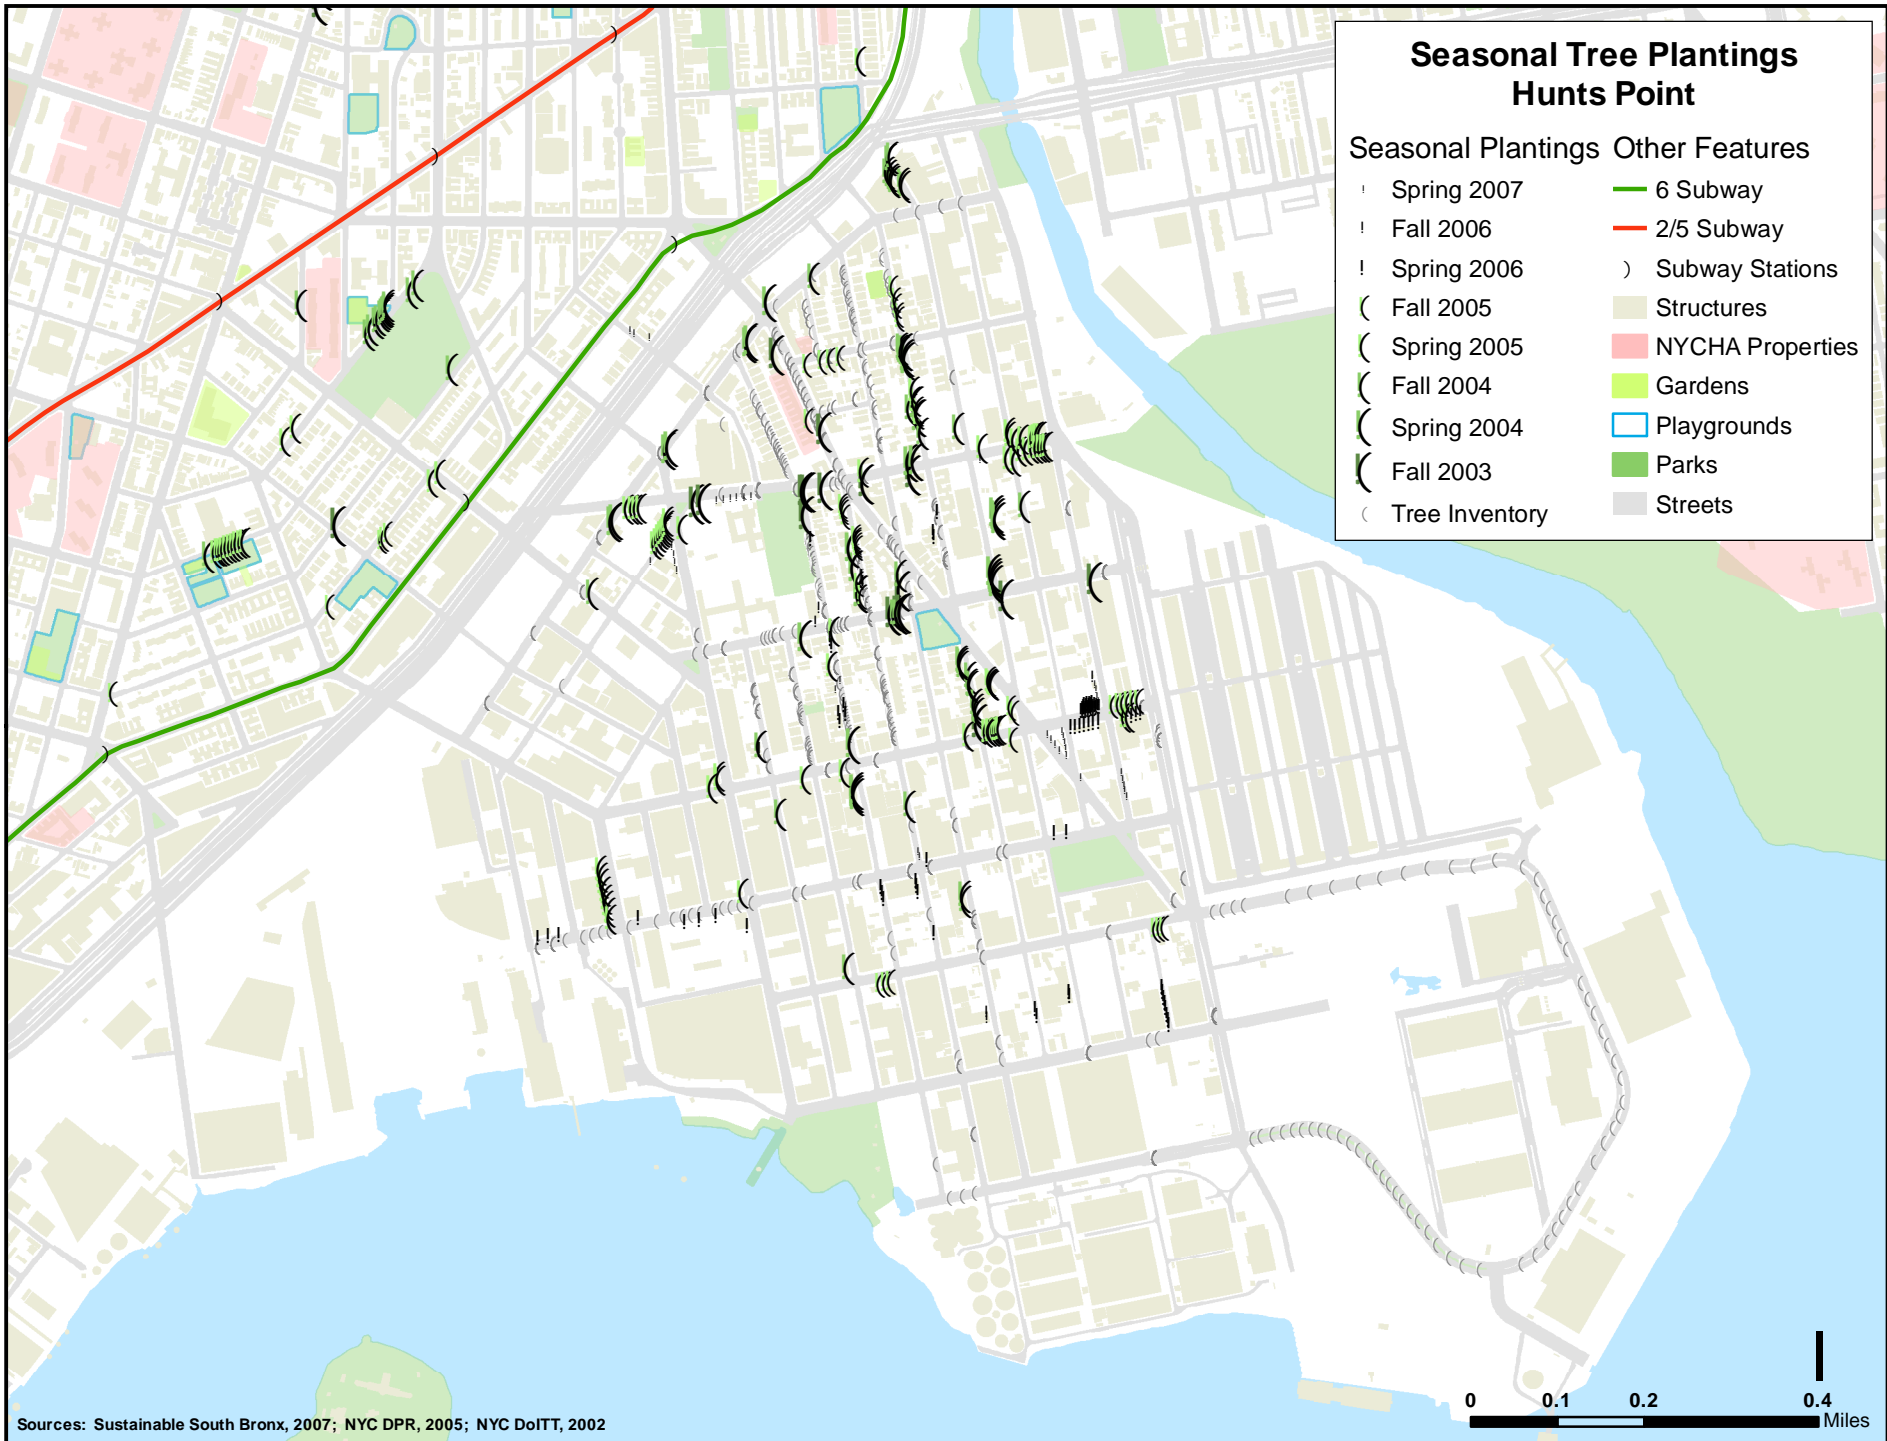 Seasonal Tree Plantings
Hunts Point
Seasonal Plantings
Spring 2007
Fall 2006
Spring 2006
Fall 2005
Spring 2005
Fall 2004
Spring 2004
Fall 2003
Tree Inventory
Other Features
6 Subway
2/5 Subway
Subway Stations
Structures
NYCHA Properties
Gardens
Playgrounds
Parks
Streets
0 0.1 0.2 0.4
Miles
Sources: Sustainable South Bronx, 2007; NYC DPR, 2005; NYC DoITT, 2002